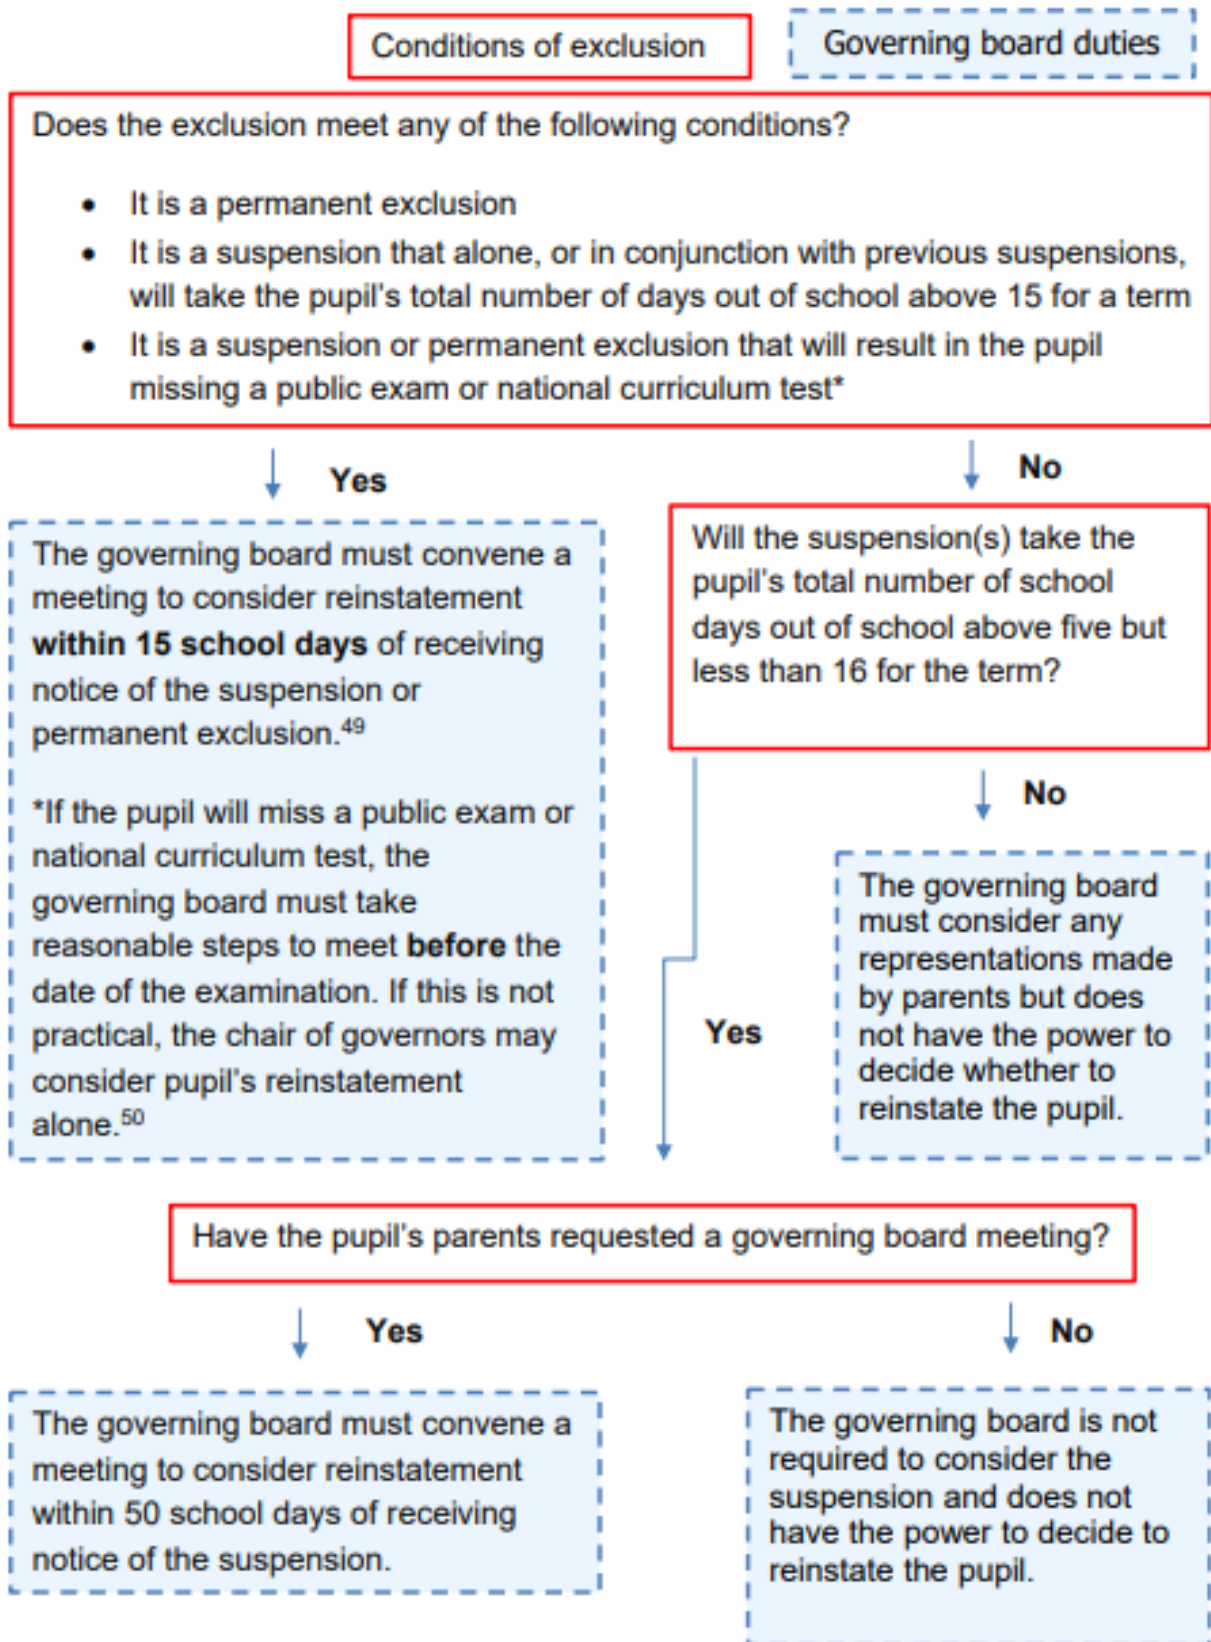 Conditions of exclusion
Governing board duties
Does the exclusion meet any of the following conditions?
• It is a permanent exclusion
• It is a suspension that alone, or in conjunction with previous suspensions,
will take the pupil's total number of days out of school above 15 for a term
• It is a suspension or permanent exclusion that will result in the pupil
missing a public exam or national curriculum test*
Yes
No
The governing board must convene a
meeting to consider reinstatement
within 15 school days of receiving
notice of the suspension or
permanent exclusion.49
*If the pupil will miss a public exam or
national curriculum test, the
governing board must take
reasonable steps to meet before the
date of the examination. If this is not
practical, the chair of governors may
consider pupil's reinstatement
alone.50
Will the suspension(s) take the
pupil's total number of school
days out of school above five but
less than 16 for the term?
No
Yes
The governing board
must consider any
representations made
by parents but does
not have the power to
decide whether to
reinstate the pupil.
Have the pupil's parents requested a governing board meeting?
Yes
No
The governing board must convene a
meeting to consider reinstatement
within 50 school days of receiving
notice of the suspension.
The governing board is not
required to consider the
suspension and does not
have the power to decide to
reinstate the pupil.